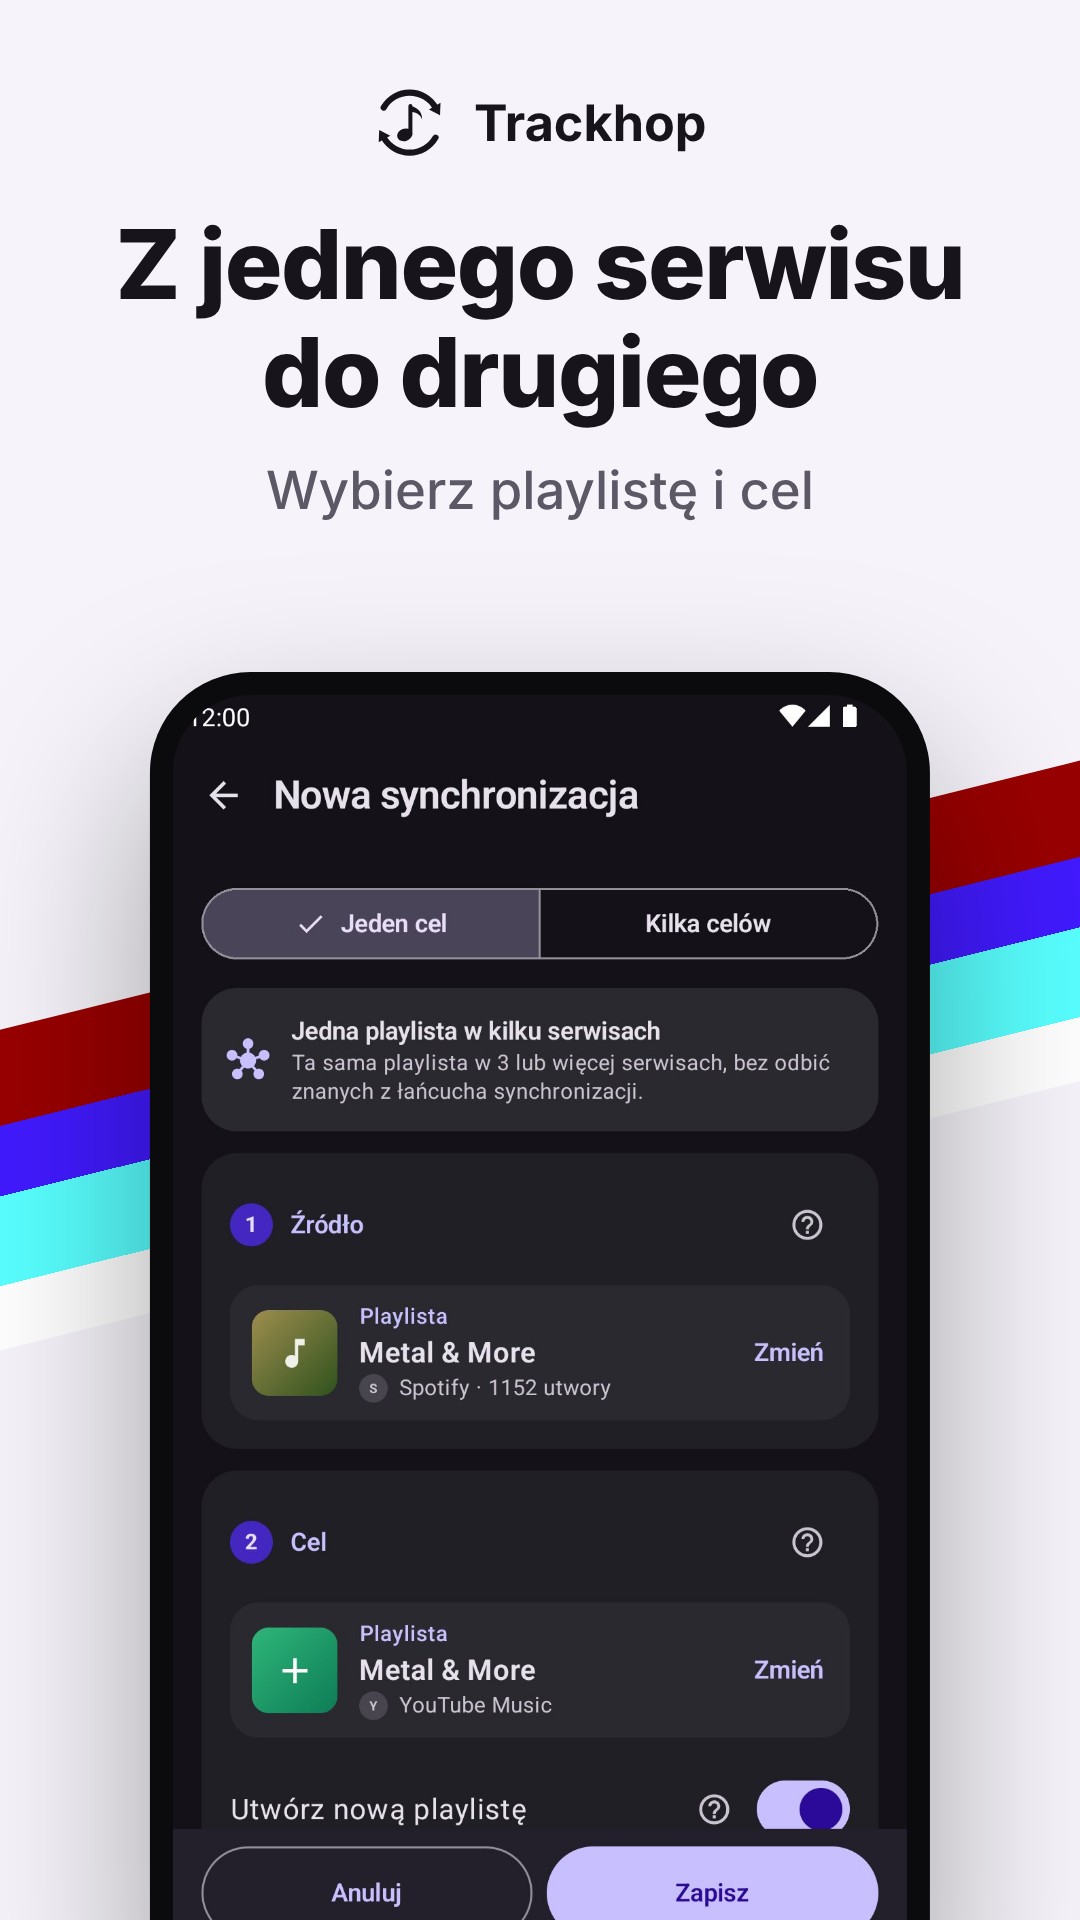 Trackhop
Z jednego serwisu
do drugiego
Wybierz playlistę i cel
12:00
Nowa synchronizacja
Jeden cel
Kilka celów
Jedna playlista w kilku serwisach
Ta sama playlista w 3 lub więcej serwisach, bez odbić
znanych z łańcucha synchronizacji.
1 Źródło
Playlista
Metal & More
Zmień
S Spotify · 1152 utwory
2 Cel
Playlista
Metal & More
Zmień
Y YouTube Music
Utwórz nową playlistę
Anuluj
Zapisz